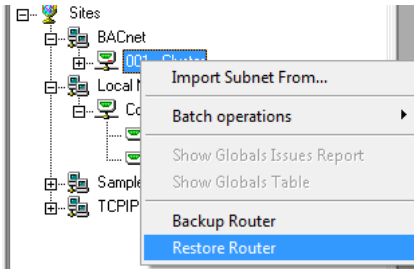 Sites
BACnet
001 - Cluster
Import Subnet From...
Local
Batch operations
Show Globals Issues Report
Sample
Show Globals Table
TCPIP
Backup Router
Restore Router